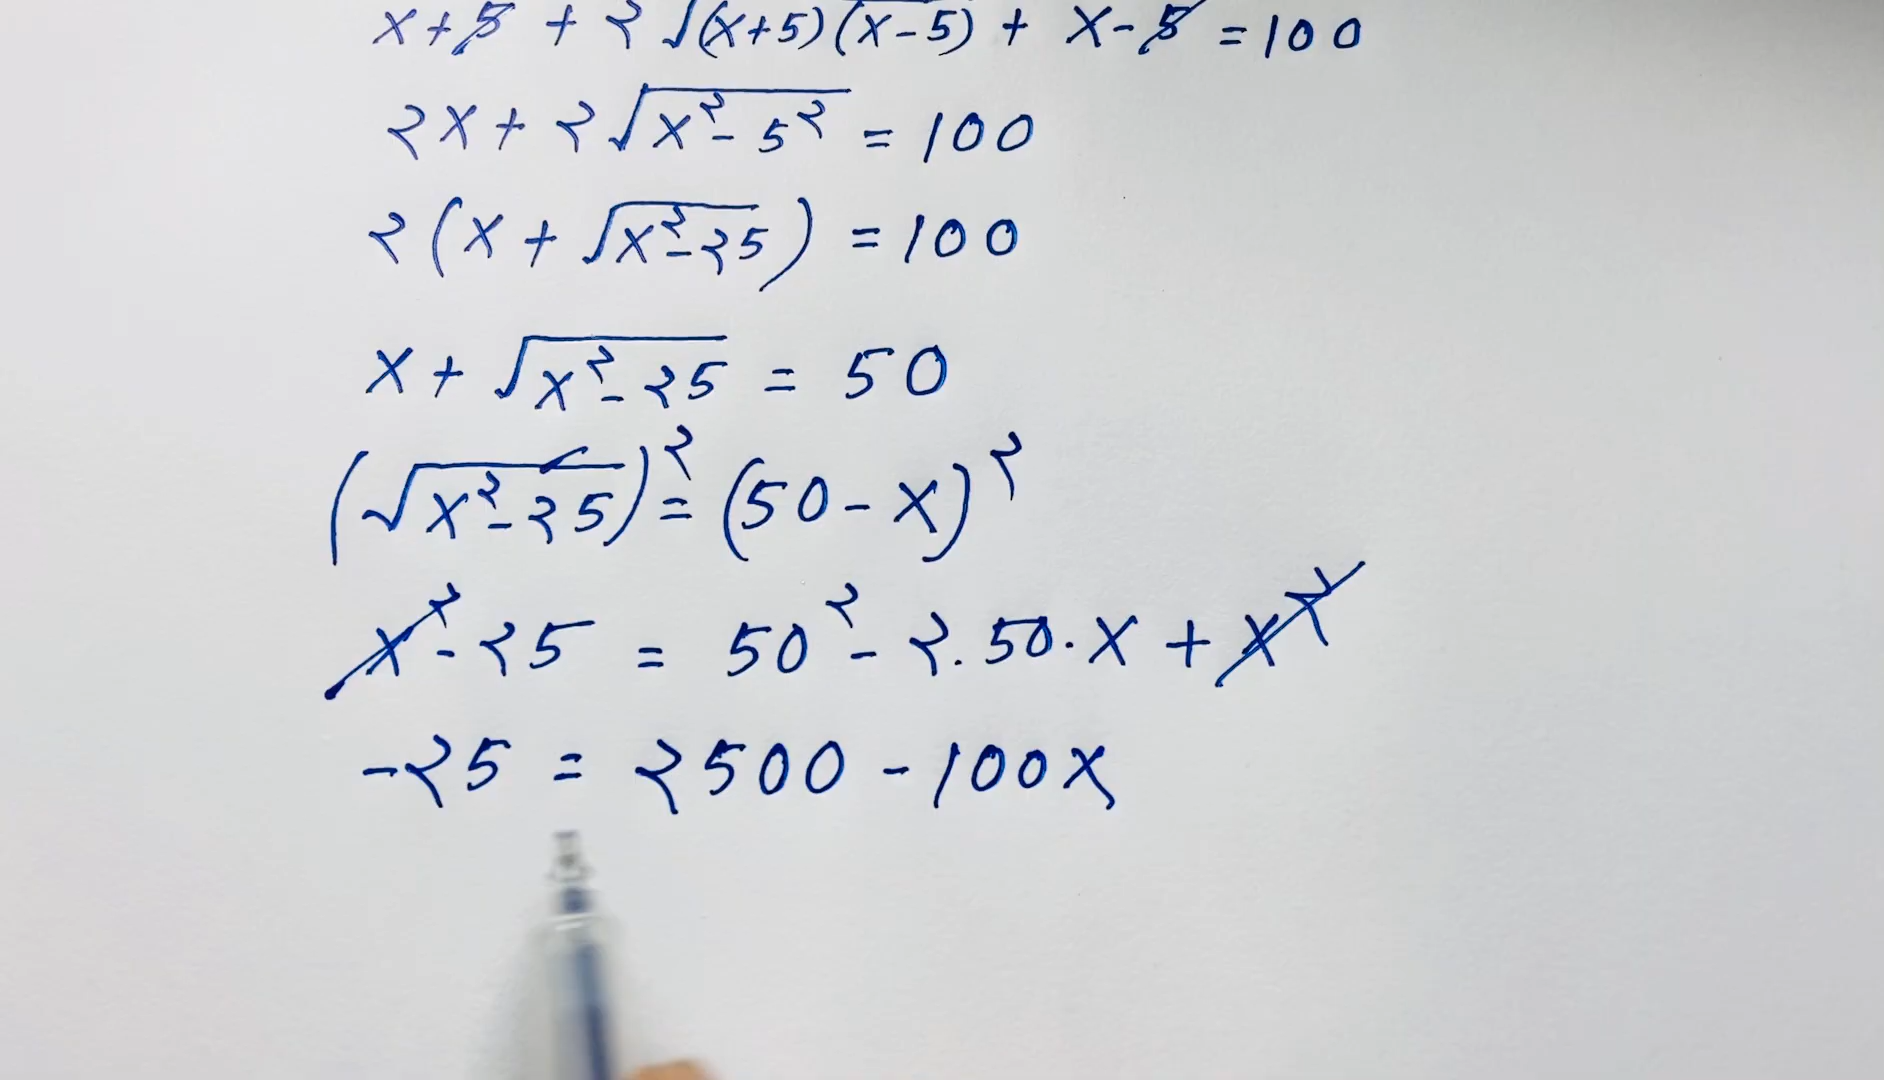 x+5 + 2 √(x+5)(x-5) + x-5 = 100
2x + 2√x²-5² = 100
2(x + √x²-25) = 100
x + √x²-25 = 50
(√x²-25)² = (50-x)²
x²-25 = 50² - 2.50.x + x²
-25 = 2500 - 100x